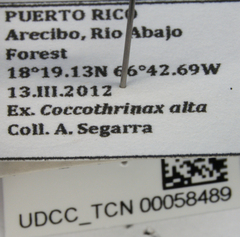 PUERTO RICO
Arecibo, Rio Abajo
Forest
18°19.13N 66°42.69W
13.III.2012
Ex. Coccothrinax alta
Coll. A. Segarra
UDCC_TCN 00058489